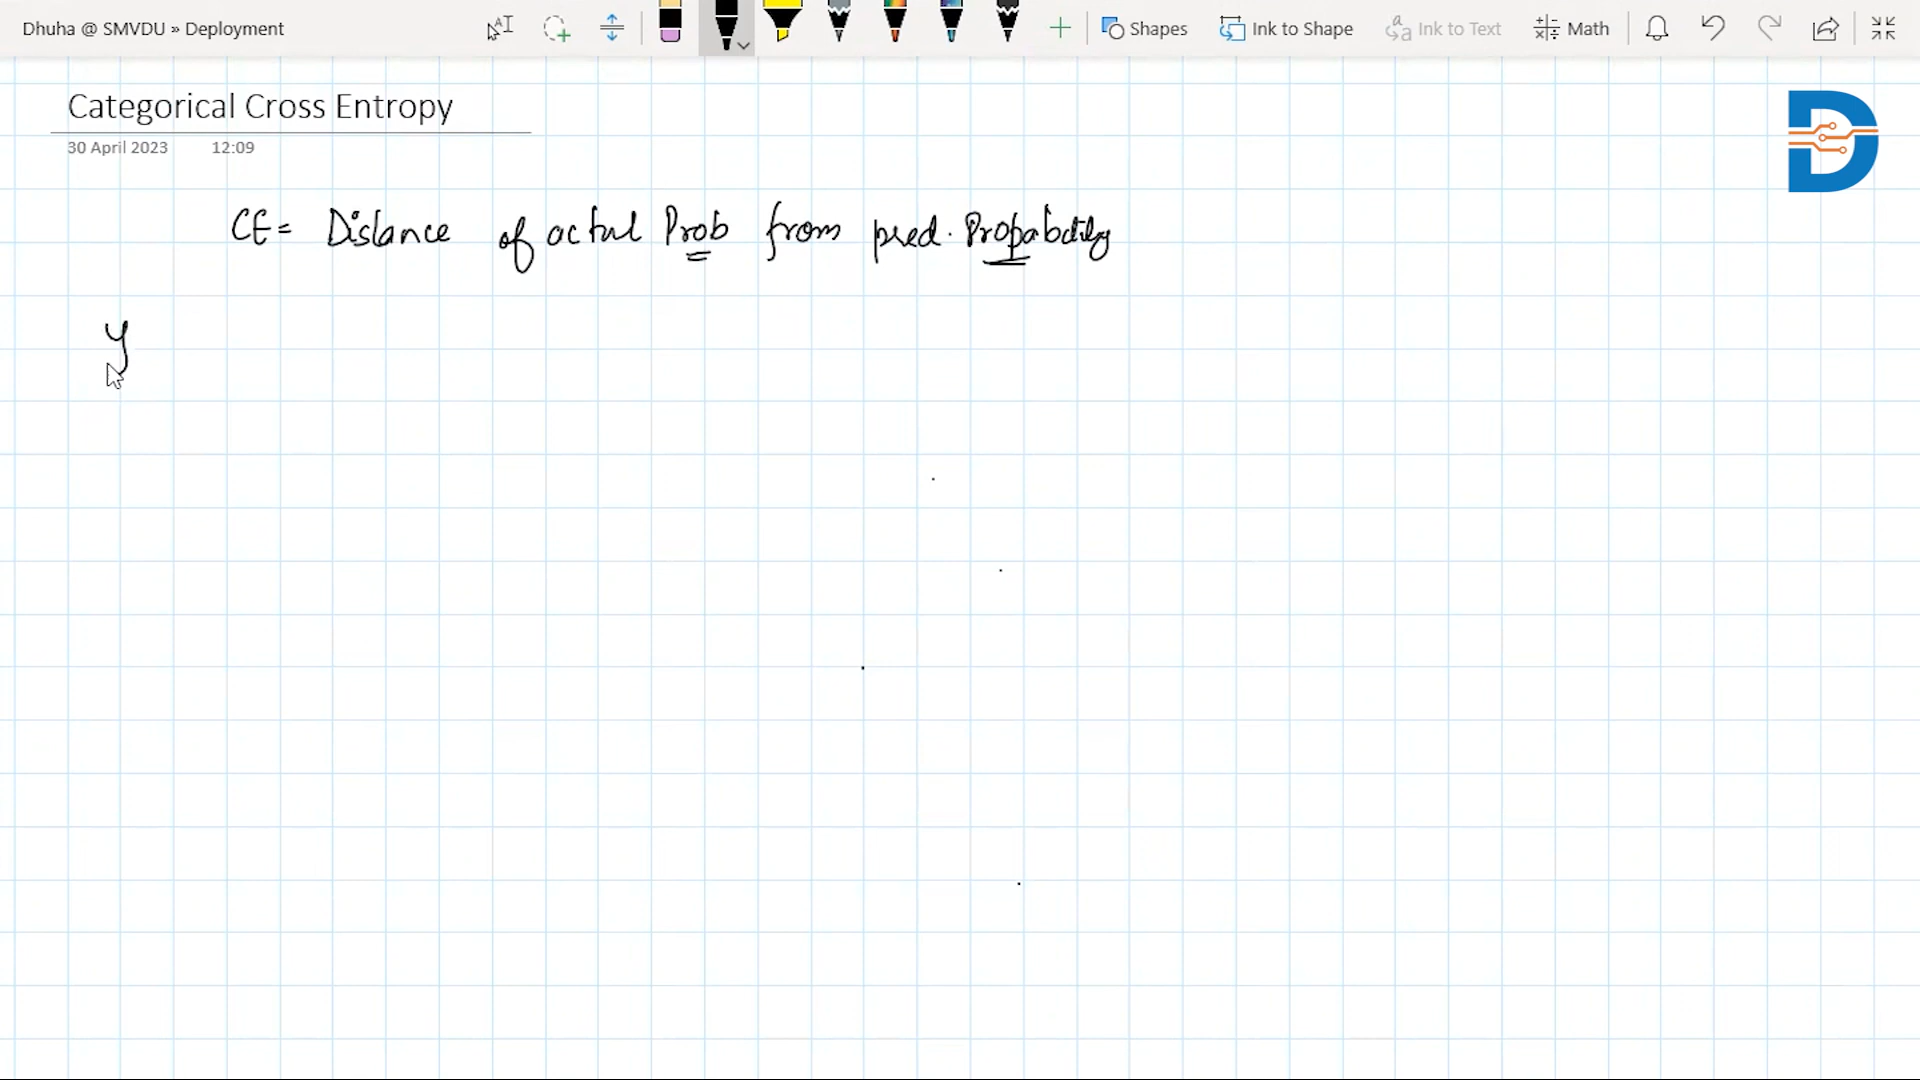 Dhuha @ SMVDU » Deployment
Shapes Ink to Shape Ink to Text Math
Categorical Cross Entropy
30 April 2023 12:09
CE = Distance of actual Prob from pred. Propability
y
D